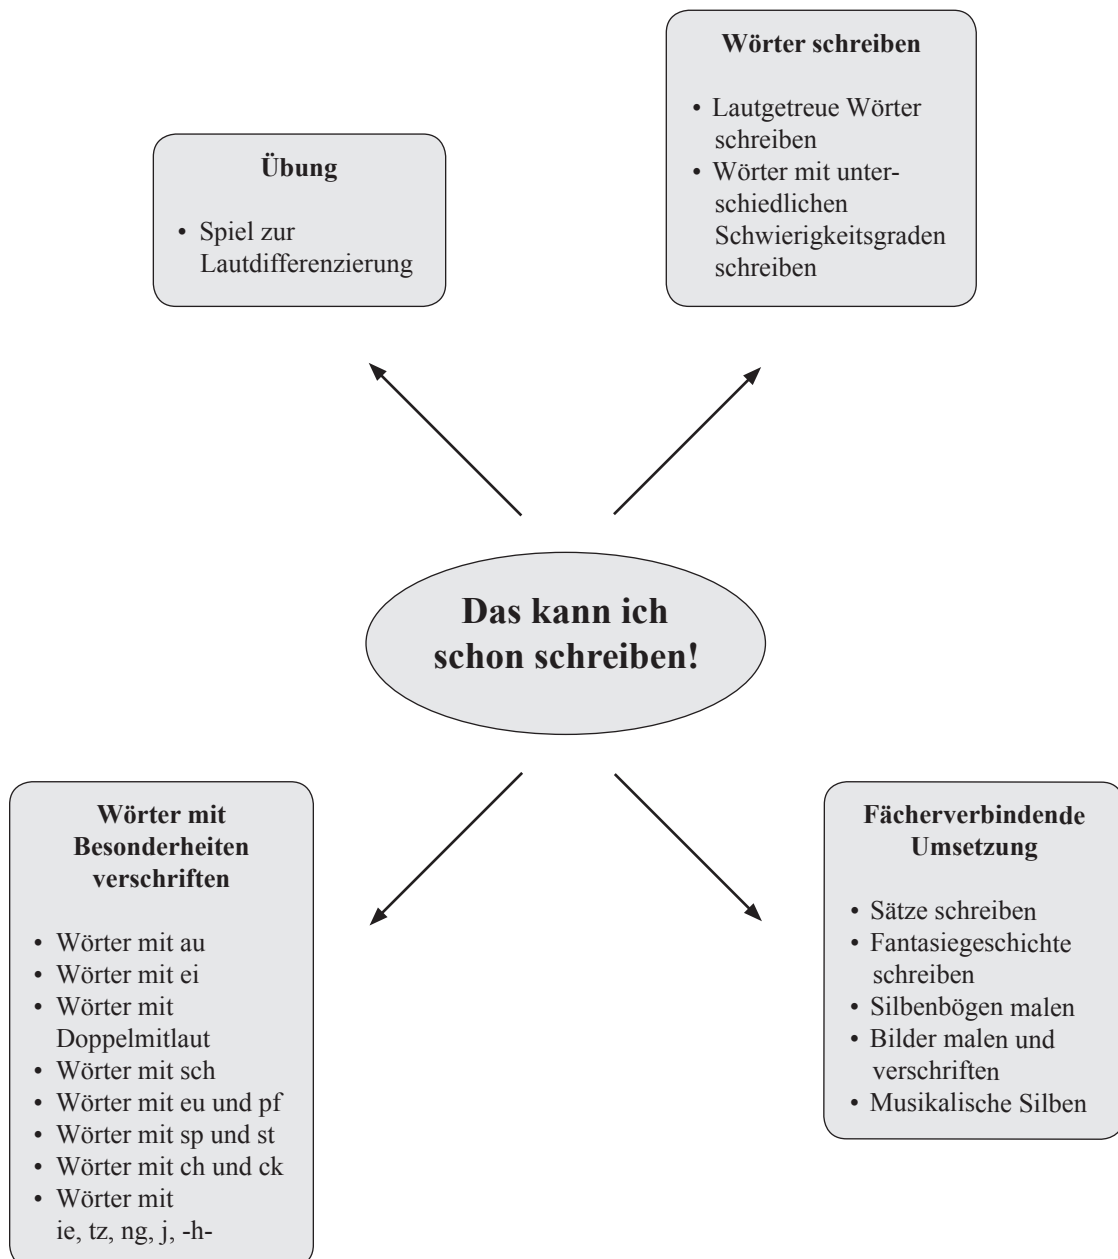 Wörter schreiben
• Lautgetreue Wörter
schreiben
• Wörter mit unter-
schiedlichen
Schwierigkeitsgraden
schreiben
Übung
• Spiel zur
Lautdifferenzierung
Das kann ich
schon schreiben!
Wörter mit
Besonderheiten
verschriften
• Wörter mit au
• Wörter mit ei
• Wörter mit
Doppelmitlaut
• Wörter mit sch
• Wörter mit eu und pf
• Wörter mit sp und st
• Wörter mit ch und ck
• Wörter mit
ie, tz, ng, j, -h-
Fächerverbindende
Umsetzung
• Sätze schreiben
• Fantasiegeschichte
schreiben
• Silbenbögen malen
• Bilder malen und
verschriften
• Musikalische Silben